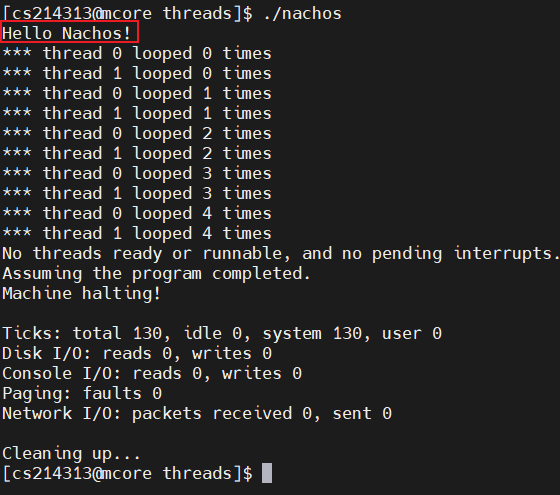 [cs214313@mcore threads]$ ./nachos
Hello Nachos!
*** thread 0 looped 0 times
*** thread 1 looped 0 times
*** thread 0 looped 1 times
*** thread 1 looped 1 times
*** thread 0 looped 2 times
*** thread 1 looped 2 times
*** thread 0 looped 3 times
*** thread 1 looped 3 times
*** thread 0 looped 4 times
*** thread 1 looped 4 times
No threads ready or runnable, and no pending interrupts.
Assuming the program completed.
Machine halting!
Ticks: total 130, idle 0, system 130, user 0
Disk I/O: reads 0, writes 0
Console I/O: reads 0, writes 0
Paging: faults 0
Network I/O: packets received 0, sent 0
Cleaning up...
[cs214313@mcore threads]$